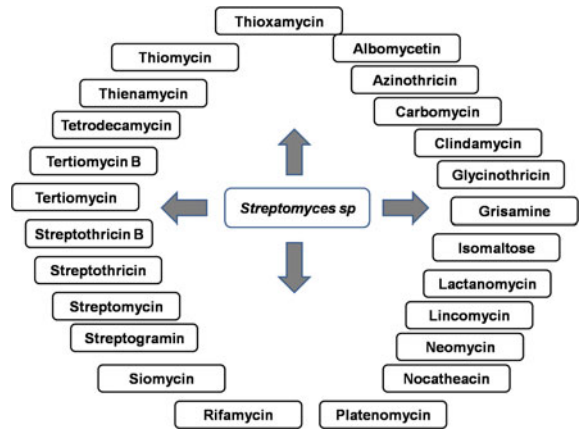 Thioxamycin
Albomycetin
Thiomycin
Azinothricin
Thienamycin
Carbomycin
Tetrodecamycin
Clindamycin
Tertiomycin B
Glycinothricin
Tertiomycin
Streptomyces sp
Grisamine
Streptothricin B
Isomaltose
Streptothricin
Lactanomycin
Streptomycin
Lincomycin
Streptogramin
Neomycin
Siomycin
Nocatheacin
Rifamycin
Platenomycin